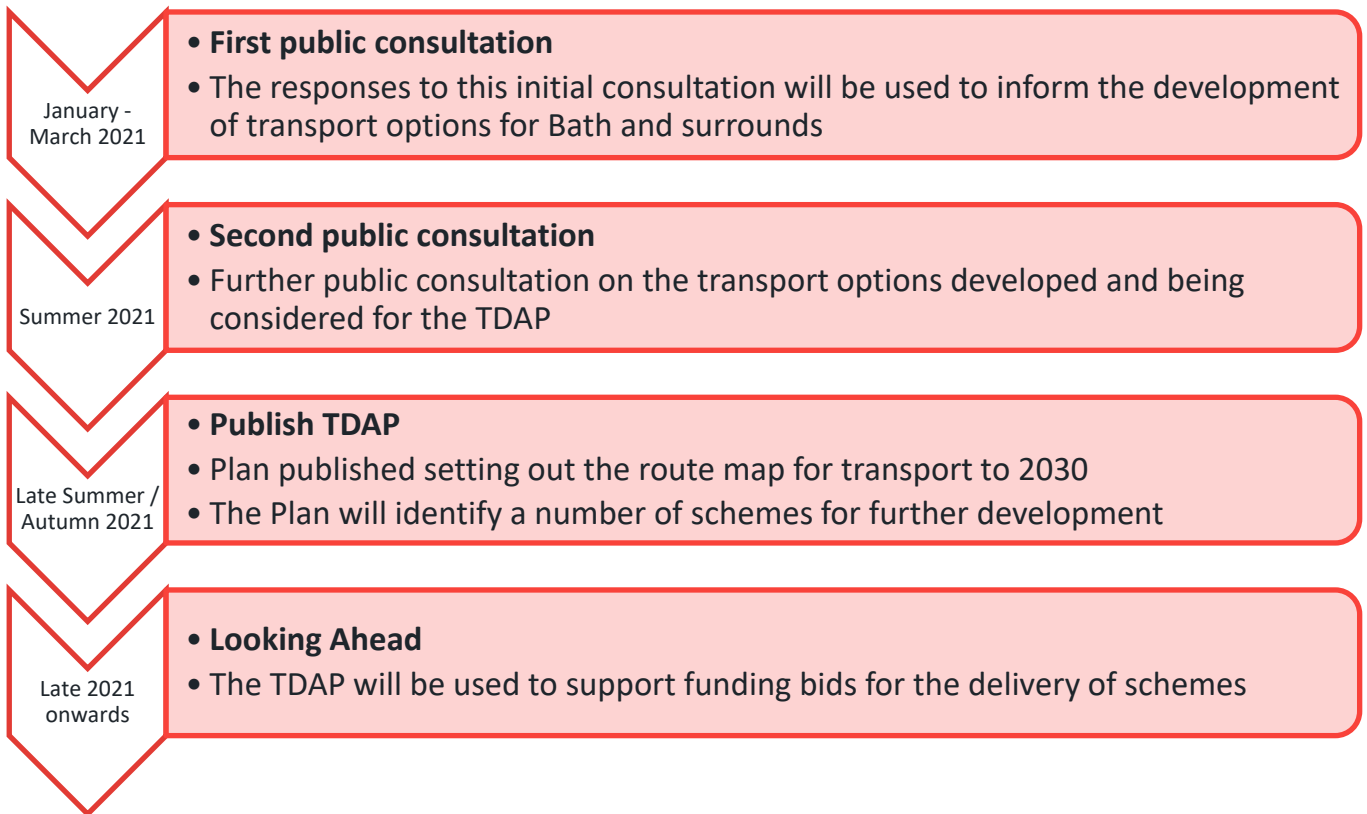 January -
March 2021
• First public consultation
• The responses to this initial consultation will be used to inform the development
of transport options for Bath and surrounds
Summer 2021
• Second public consultation
• Further public consultation on the transport options developed and being
considered for the TDAP
Late Summer /
Autumn 2021
• Publish TDAP
• Plan published setting out the route map for transport to 2030
• The Plan will identify a number of schemes for further development
Late 2021
onwards
• Looking Ahead
• The TDAP will be used to support funding bids for the delivery of schemes